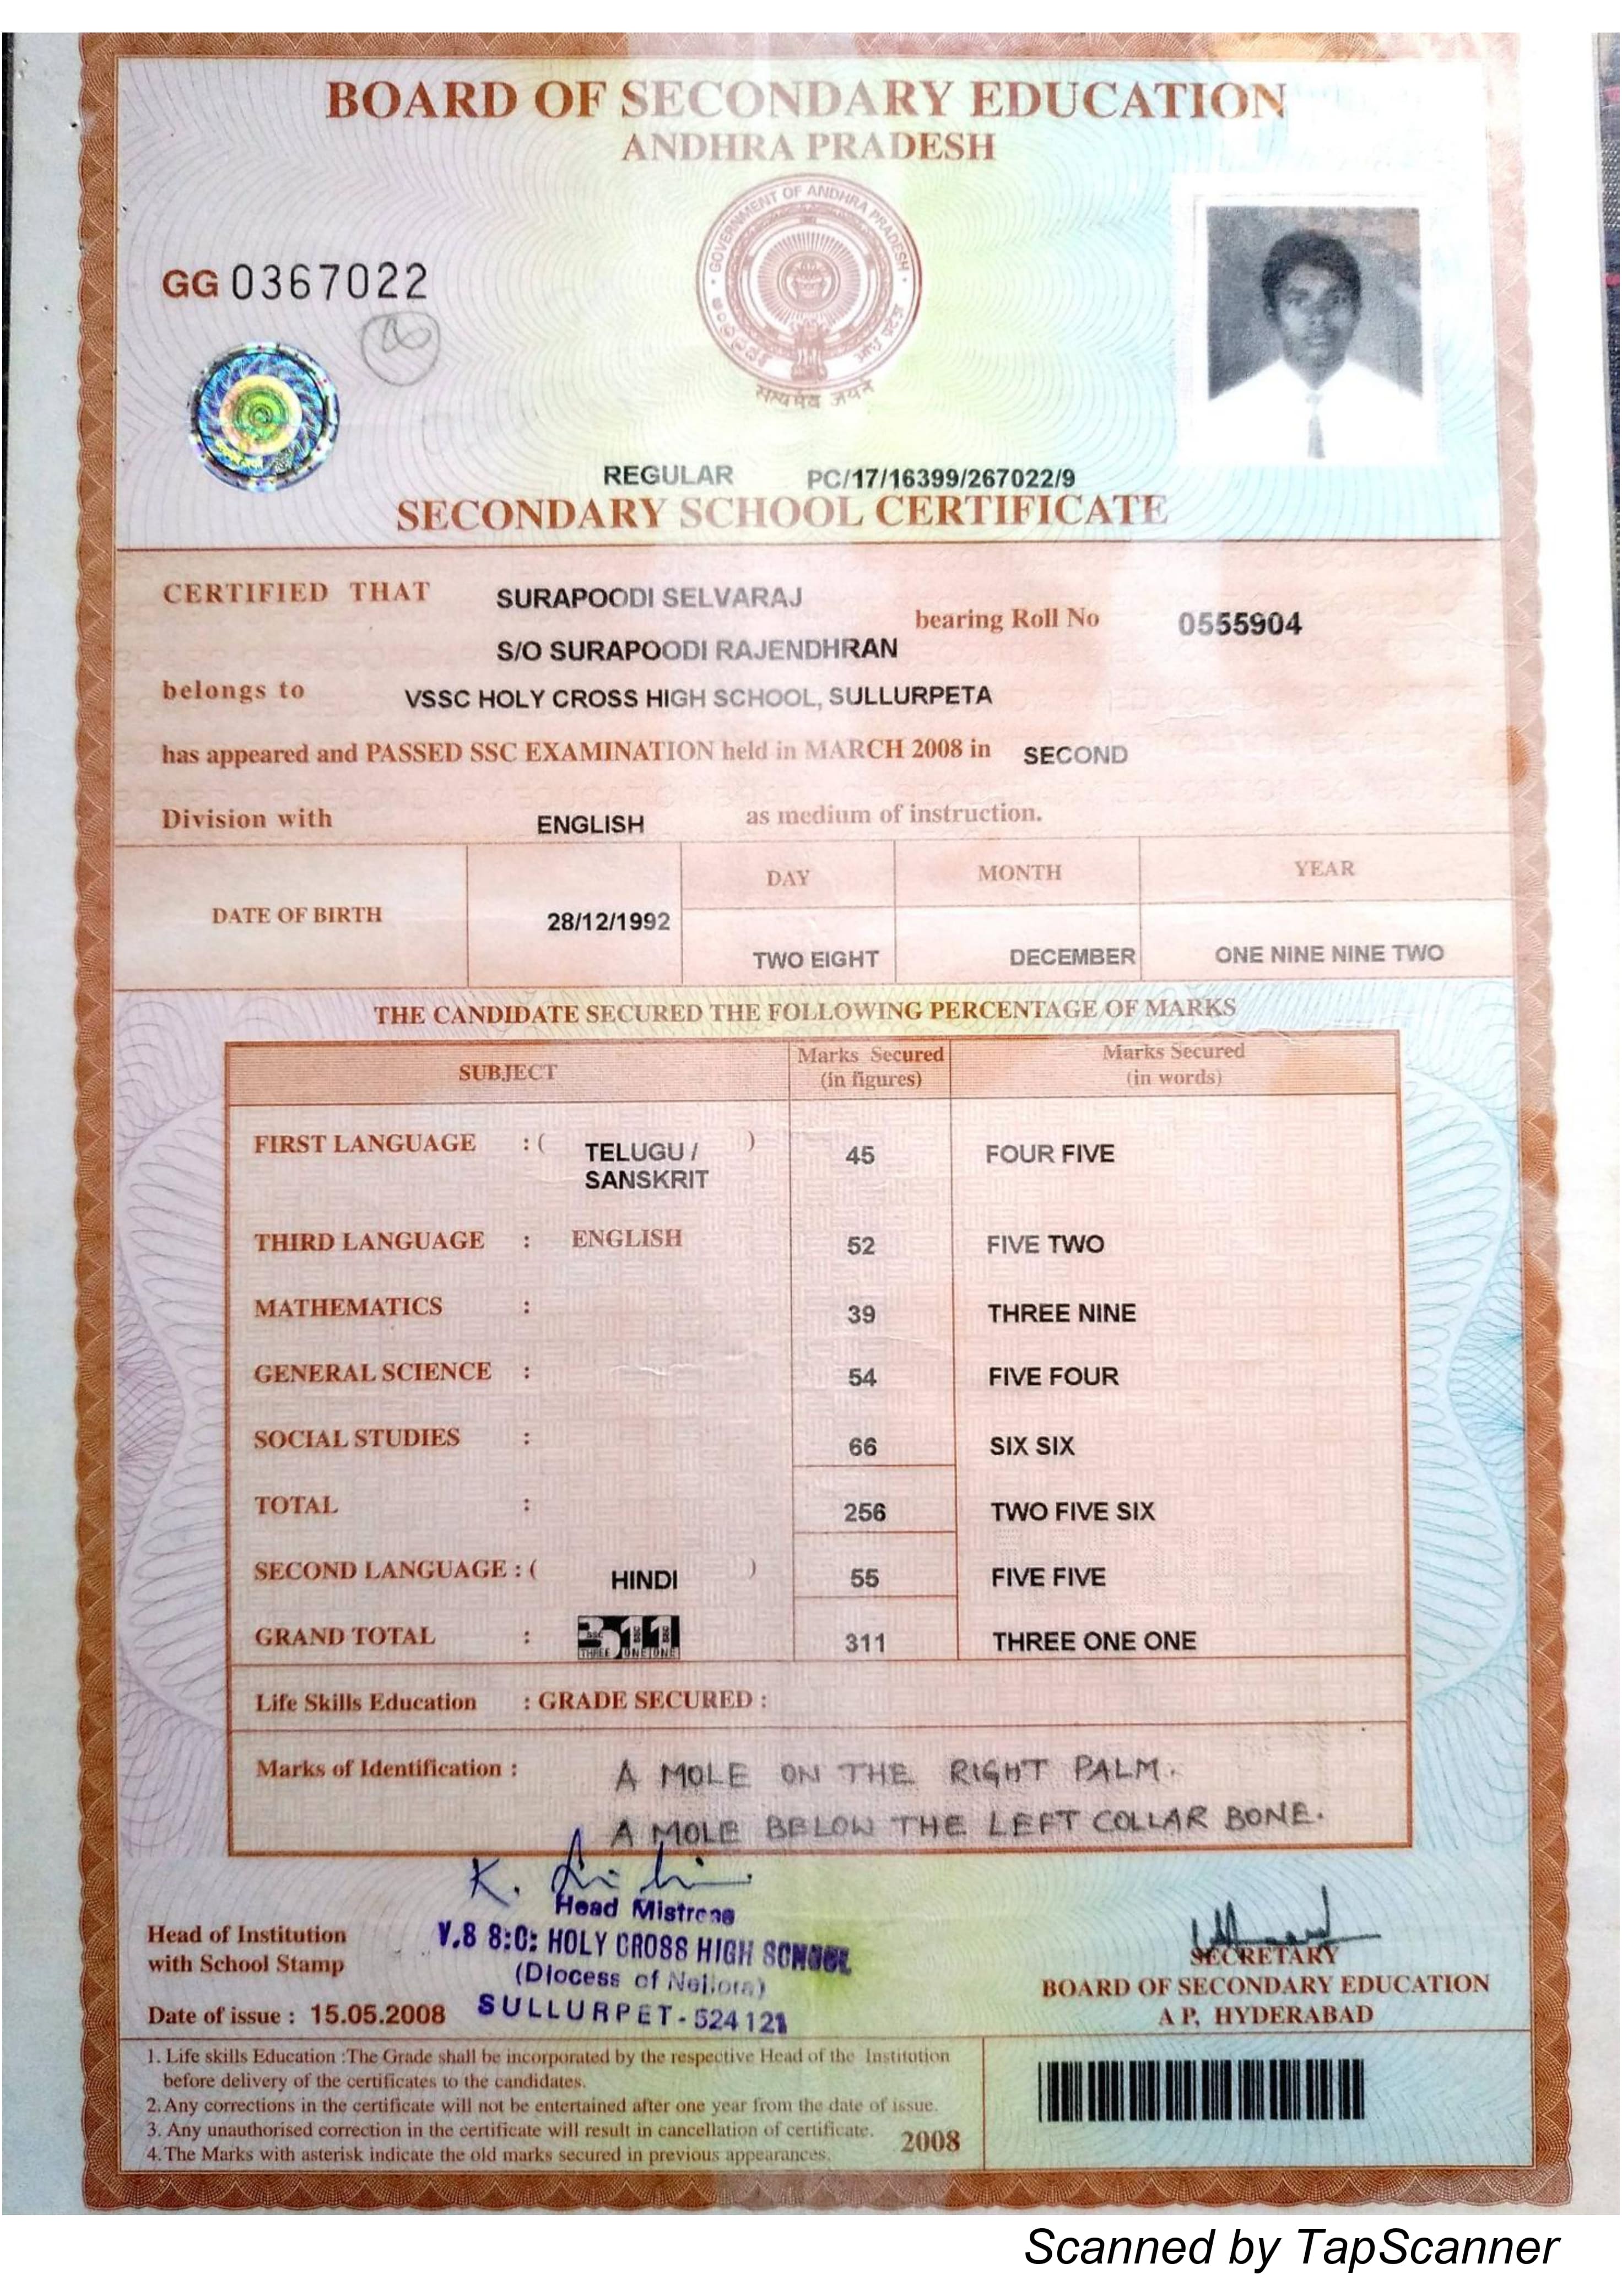 BOARD OF SECONDARY EDUCATION
ANDHRA PRADESH
GOVERNMENT OF ANDHRA PRADESH
सत्यमेव जयते
GG 0367022
REGULAR PC/17/16399/267022/9
SECONDARY SCHOOL CERTIFICATE
CERTIFIED THAT SURAPOODI SELVARAJ
bearing Roll No 0555904
S/O SURAPOODI RAJENDHRAN
belongs to VSSC HOLY CROSS HIGH SCHOOL, SULLURPETA
has appeared and PASSED SSC EXAMINATION held in MARCH 2008 in SECOND
Division with ENGLISH as medium of instruction.
DAY MONTH YEAR
DATE OF BIRTH 28/12/1992
TWO EIGHT DECEMBER ONE NINE NINE TWO
THE CANDIDATE SECURED THE FOLLOWING PERCENTAGE OF MARKS
SUBJECT Marks Secured (in figures) Marks Secured (in words)
FIRST LANGUAGE : ( TELUGU / ) 45 FOUR FIVE
SANSKRIT
THIRD LANGUAGE : ENGLISH 52 FIVE TWO
MATHEMATICS : 39 THREE NINE
GENERAL SCIENCE : 54 FIVE FOUR
SOCIAL STUDIES : 66 SIX SIX
TOTAL : 256 TWO FIVE SIX
SECOND LANGUAGE : ( HINDI ) 55 FIVE FIVE
GRAND TOTAL : 311 THREE ONE ONE
Life Skills Education : GRADE SECURED :
Marks of Identification : A MOLE ON THE RIGHT PALM.
A MOLE BELOW THE LEFT COLLAR BONE.
Head Mistress
Head of Institution
with School Stamp
V.S S.C. HOLY CROSS HIGH SCHOOL
(Diocess of Nellore)
SULLURPET-524 121
Date of issue : 15.05.2008
SECRETARY
BOARD OF SECONDARY EDUCATION
A P, HYDERABAD
1. Life skills Education :The Grade shall be incorporated by the respective Head of the Institution
before delivery of the certificates to the candidates.
2. Any corrections in the certificate will not be entertained after one year from the date of issue.
3. Any unauthorised correction in the certificate will result in cancellation of certificate.
4. The Marks with asterisk indicate the old marks secured in previous appearances.
2008
Scanned by TapScanner